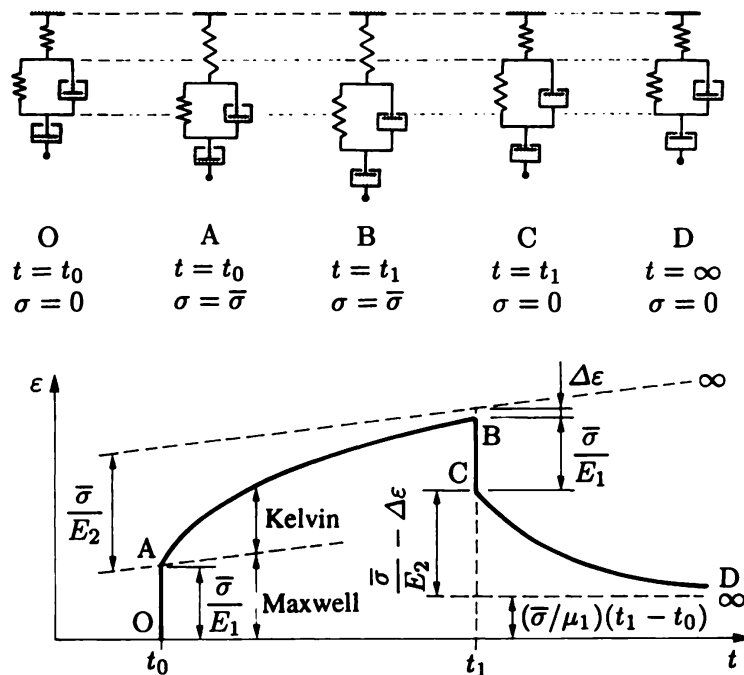 O A B C D
t = t₀ t = t₀ t = t₁ t = t₁ t = ∞
σ = 0 σ = σ̅ σ = σ̅ σ = 0 σ = 0
ε
Δε
∞
B
σ̅/E₁
C
σ̅/E₂
Kelvin
σ̅/E₂ − Δε
A
D
∞
σ̅/E₁
Maxwell
(σ̅/μ₁)(t₁ − t₀)
O
t₀ t₁ t